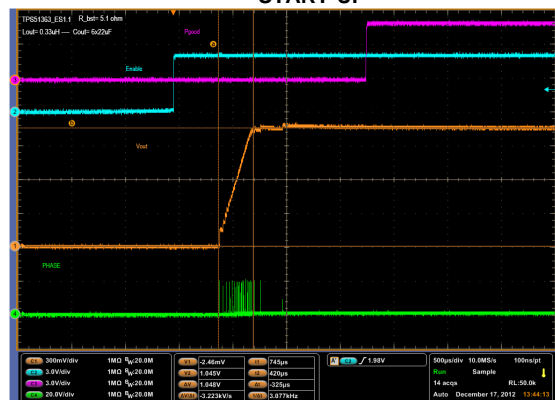 START UP
TPS51363_ES1.1 R_bst= 5.1 ohm
Lout= 0.33uH ---- Cout= 6x22uF
Pgood
a
Enable
b
Vout
PHASE
C1 300mV/div 1MΩ BW:20.0M
C2 3.0V/div 1MΩ BW:20.0M
C3 3.0V/div 1MΩ BW:20.0M
C4 20.0V/div 1MΩ BW:20.0M
V1 -2.46mV
V2 1.045V
ΔV 1.048V
ΔV/Δt -3.223kV/s
t1 745µs
t2 420µs
Δt -325µs
1/Δt 3.077kHz
A' C2 1.98V
500µs/div 10.0MS/s 100ns/pt
Run Sample
14 acqs RL:50.0k
Auto December 17, 2012 13:44:13